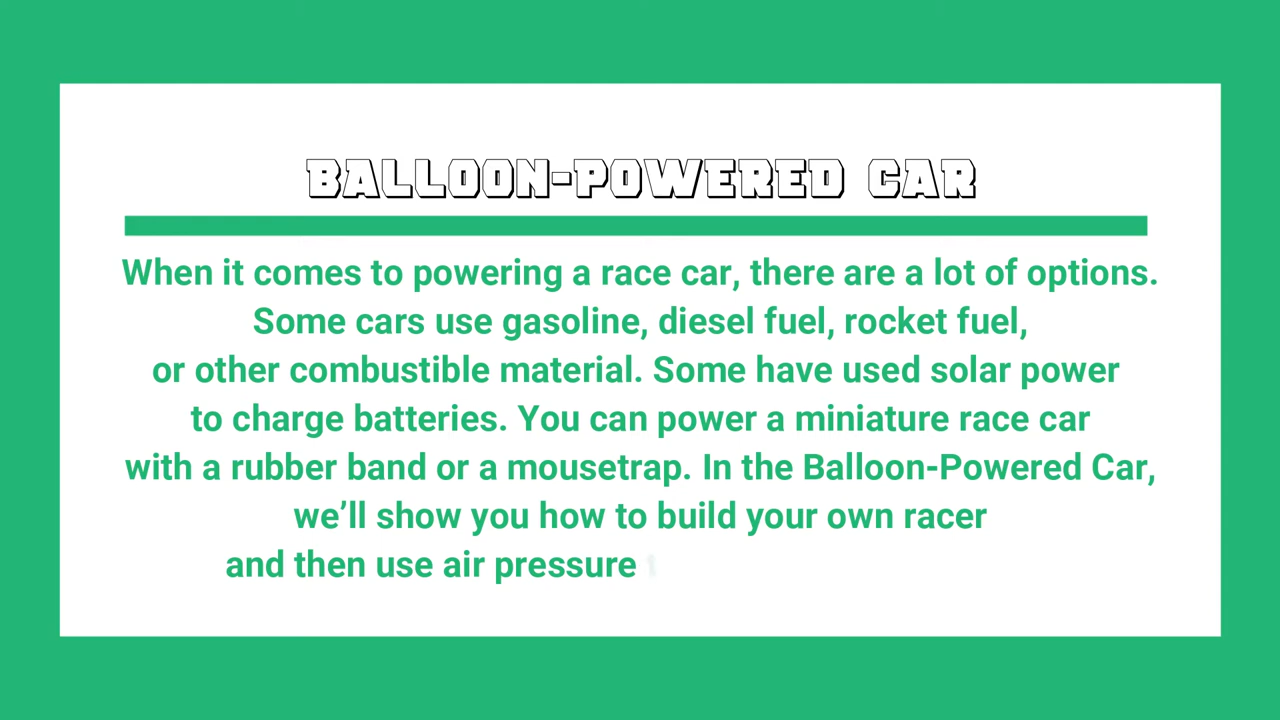 BALLOON-POWERED CAR
When it comes to powering a race car, there are a lot of options.
Some cars use gasoline, diesel fuel, rocket fuel,
or other combustible material. Some have used solar power
to charge batteries. You can power a miniature race car
with a rubber band or a mousetrap. In the Balloon-Powered Car,
we’ll show you how to build your own racer
and then use air pressure